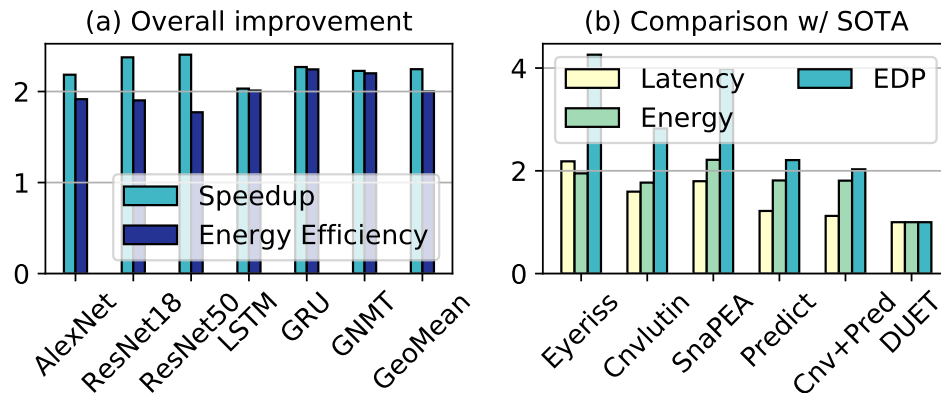 (a) Overall improvement
2
1
0
Speedup
Energy Efficiency
AlexNet
ResNet18
ResNet50
LSTM
GRU
GNMT
GeoMean
(b) Comparison w/ SOTA
4
2
0
Latency
Energy
EDP
Eyeriss
Cnvlutin
SnaPEA
Predict
Cnv+Pred
DUET